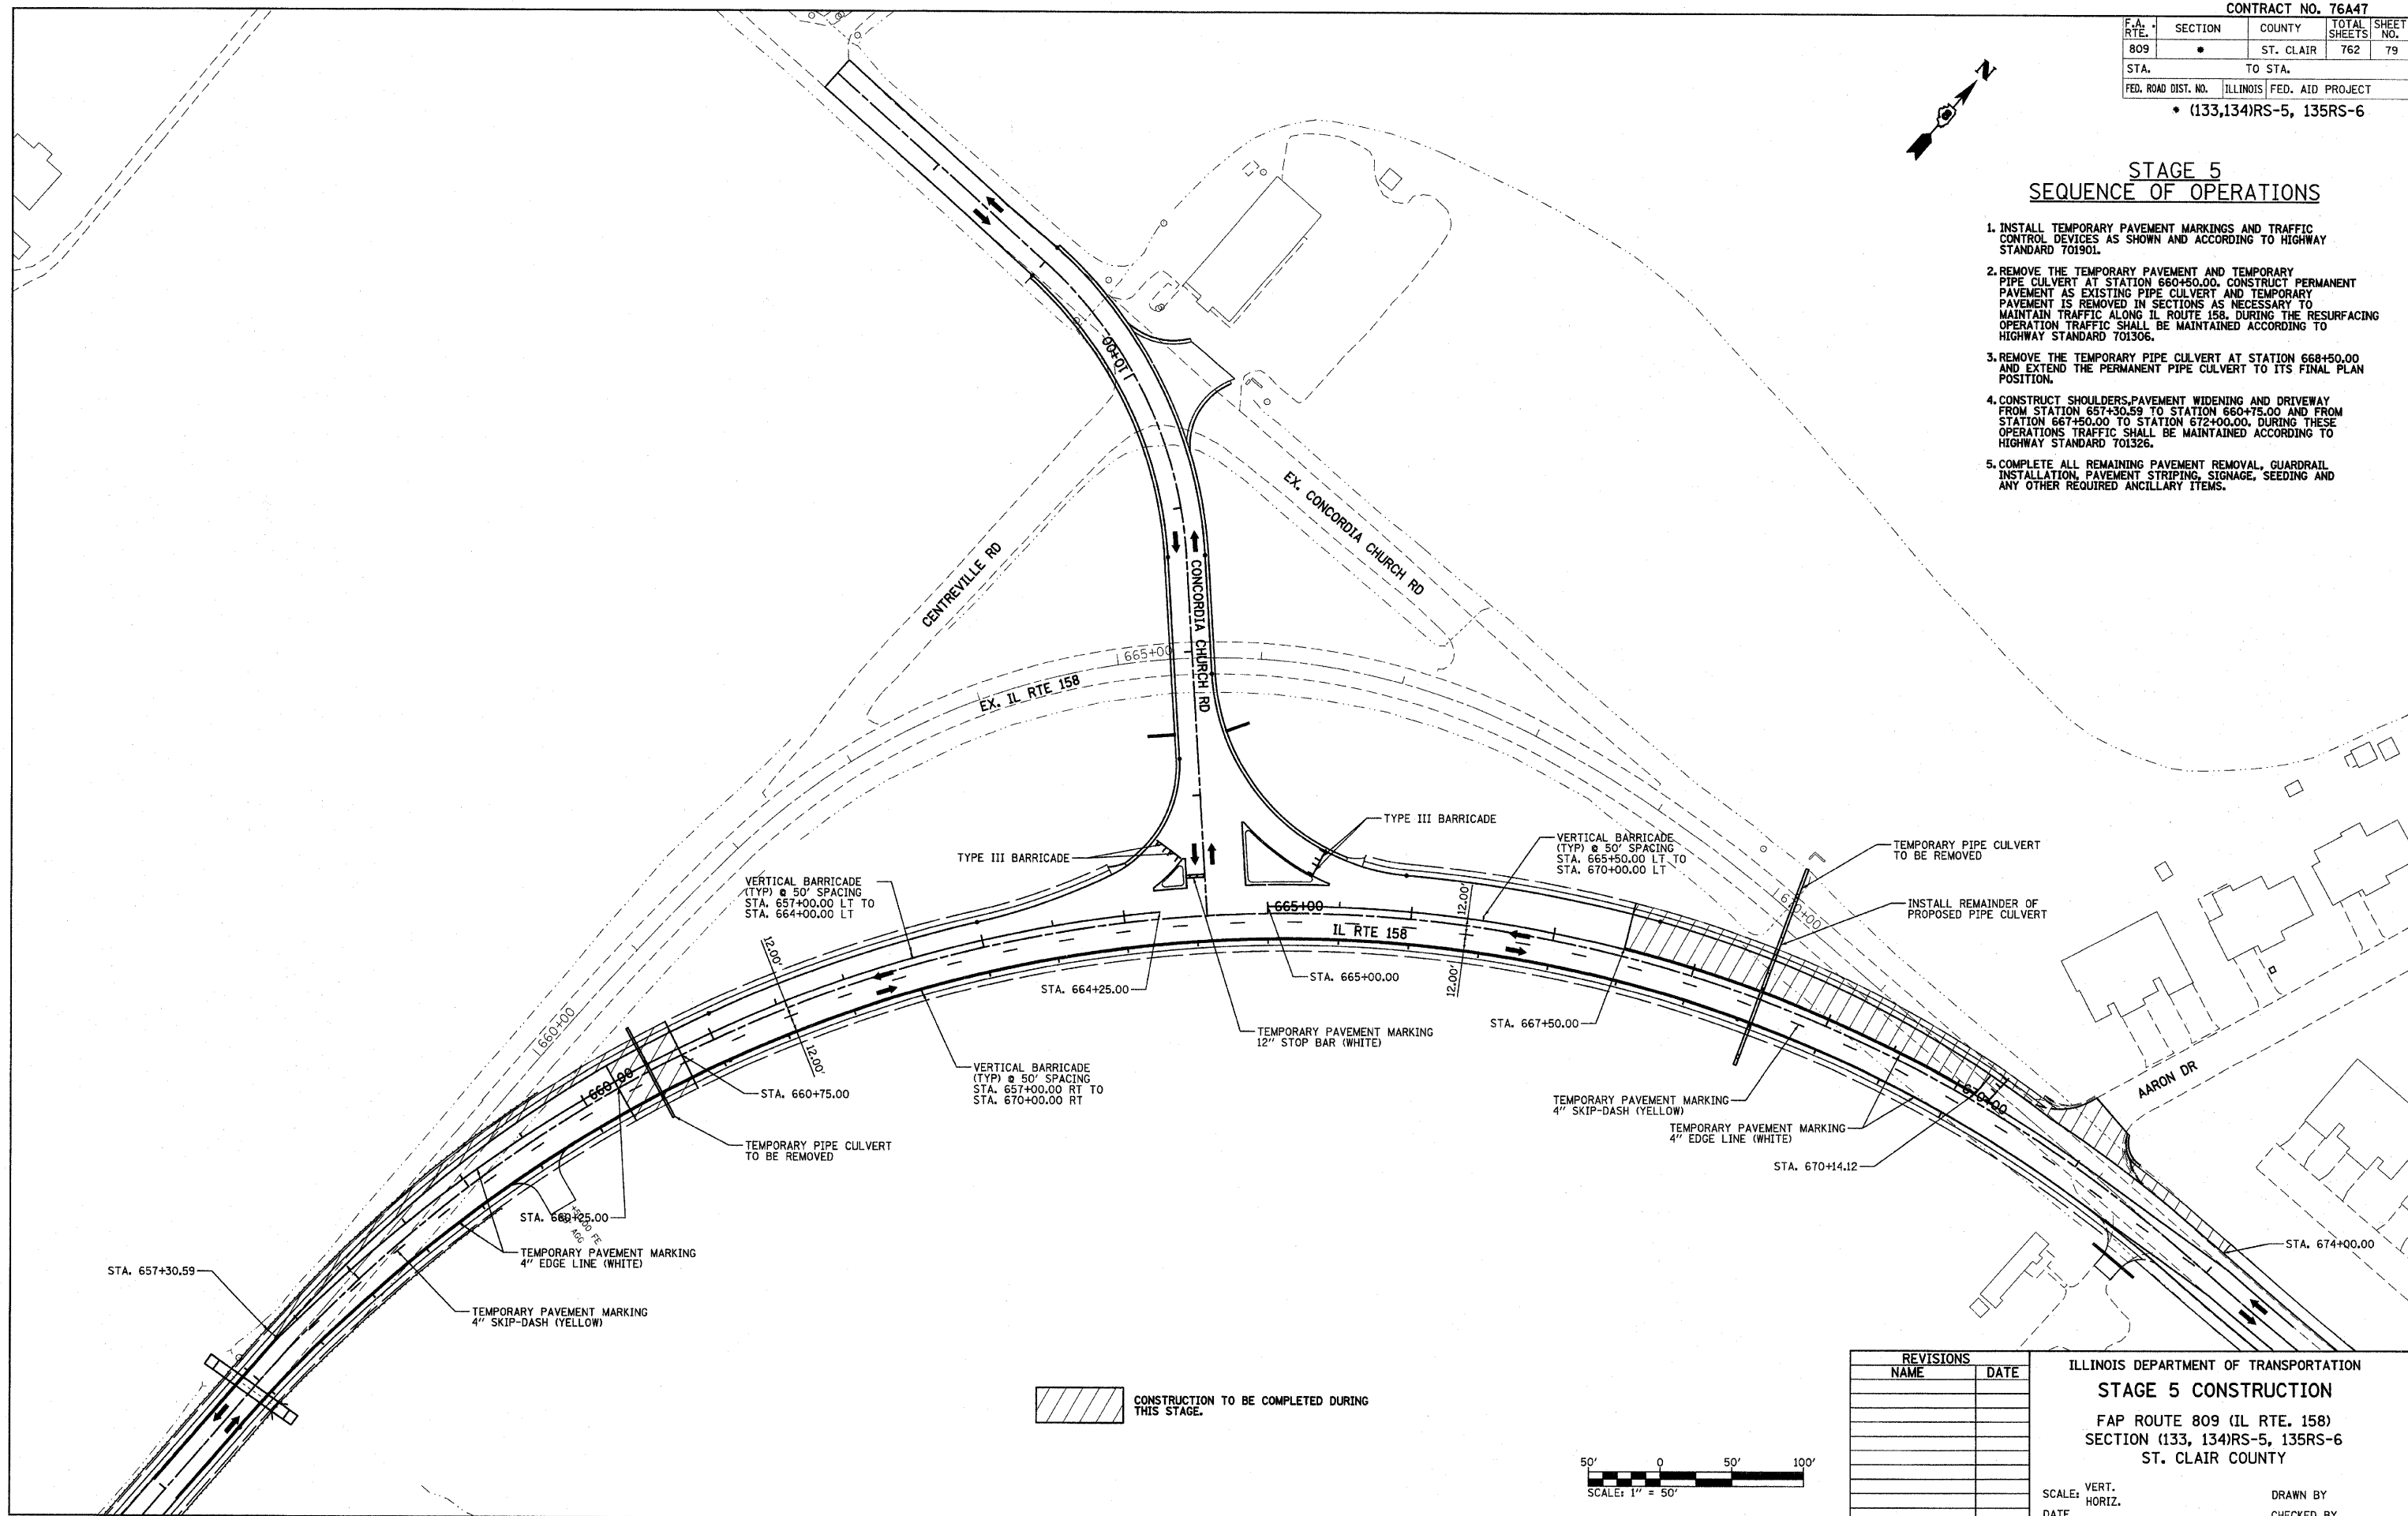 CONTRACT NO. 76A47
F.A. RTE. SECTION COUNTY TOTAL SHEETS SHEET NO.
809 * ST. CLAIR 762 79
STA. TO STA.
FED. ROAD DIST. NO. ILLINOIS FED. AID PROJECT
* (133,134)RS-5, 135RS-6
N
STAGE 5
SEQUENCE OF OPERATIONS
1. INSTALL TEMPORARY PAVEMENT MARKINGS AND TRAFFIC
CONTROL DEVICES AS SHOWN AND ACCORDING TO HIGHWAY
STANDARD 701901.
2. REMOVE THE TEMPORARY PAVEMENT AND TEMPORARY
PIPE CULVERT AT STATION 660+50.00. CONSTRUCT PERMANENT
PAVEMENT AS EXISTING PIPE CULVERT AND TEMPORARY
PAVEMENT IS REMOVED IN SECTIONS AS NECESSARY TO
MAINTAIN TRAFFIC ALONG IL ROUTE 158. DURING THE RESURFACING
OPERATION TRAFFIC SHALL BE MAINTAINED ACCORDING TO
HIGHWAY STANDARD 701306.
3. REMOVE THE TEMPORARY PIPE CULVERT AT STATION 668+50.00
AND EXTEND THE PERMANENT PIPE CULVERT TO ITS FINAL PLAN
POSITION.
4. CONSTRUCT SHOULDERS,PAVEMENT WIDENING AND DRIVEWAY
FROM STATION 657+30.59 TO STATION 660+75.00 AND FROM
STATION 667+50.00 TO STATION 672+00.00. DURING THESE
OPERATIONS TRAFFIC SHALL BE MAINTAINED ACCORDING TO
HIGHWAY STANDARD 701326.
5. COMPLETE ALL REMAINING PAVEMENT REMOVAL, GUARDRAIL
INSTALLATION, PAVEMENT STRIPING, SIGNAGE, SEEDING AND
ANY OTHER REQUIRED ANCILLARY ITEMS.
110+00
EX. CONCORDIA CHURCH RD
CENTREVILLE RD
CONCORDIA CHURCH RD
665+00
EX. IL RTE 158
TYPE III BARRICADE
TYPE III BARRICADE
VERTICAL BARRICADE
(TYP) @ 50' SPACING
STA. 665+50.00 LT TO
STA. 670+00.00 LT
TEMPORARY PIPE CULVERT
TO BE REMOVED
VERTICAL BARRICADE
(TYP) @ 50' SPACING
STA. 657+00.00 LT TO
STA. 664+00.00 LT
INSTALL REMAINDER OF
PROPOSED PIPE CULVERT
670+00
665+00
IL RTE 158
12.00'
12.00'
12.00'
12.00'
STA. 664+25.00
STA. 665+00.00
660+00
STA. 667+50.00
TEMPORARY PAVEMENT MARKING
12" STOP BAR (WHITE)
VERTICAL BARRICADE
(TYP) @ 50' SPACING
STA. 657+00.00 RT TO
STA. 670+00.00 RT
660+00
STA. 660+75.00
TEMPORARY PAVEMENT MARKING
4" SKIP-DASH (YELLOW)
TEMPORARY PAVEMENT MARKING
4" EDGE LINE (WHITE)
670+00
AARON DR
TEMPORARY PIPE CULVERT
TO BE REMOVED
STA. 670+14.12
STA. 660+25.00
FE
AGG
TEMPORARY PAVEMENT MARKING
4" EDGE LINE (WHITE)
STA. 674+00.00
STA. 657+30.59
TEMPORARY PAVEMENT MARKING
4" SKIP-DASH (YELLOW)
CONSTRUCTION TO BE COMPLETED DURING
THIS STAGE.
50' 0 50' 100'
SCALE: 1" = 50'
REVISIONS
NAME DATE
ILLINOIS DEPARTMENT OF TRANSPORTATION
STAGE 5 CONSTRUCTION
FAP ROUTE 809 (IL RTE. 158)
SECTION (133, 134)RS-5, 135RS-6
ST. CLAIR COUNTY
SCALE: VERT.
HORIZ.
DRAWN BY
DATE
CHECKED BY